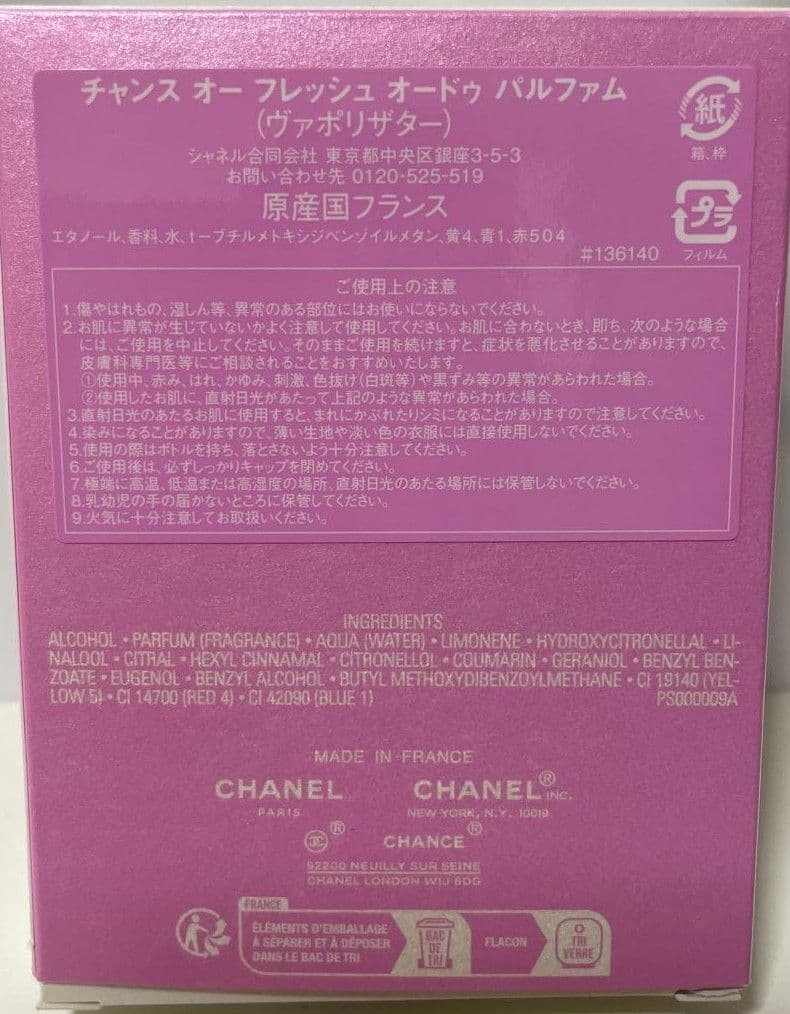 チャンス オー フレッシュ オードゥ パルファム
(ヴァポリザター)
シャネル合同会社 東京都中央区銀座3-5-3
お問い合わせ先 0120-525-519
原産国フランス
エタノール、香料、水、t-ブチルメトキシジベンゾイルメタン、黄4、青1、赤504
#136140
紙
箱、枠
プラ
フィルム
ご使用上の注意
1.傷やはれもの、湿しん等、異常のある部位にはお使いにならないでください。
2.お肌に異常が生じていないかよく注意して使用してください。お肌に合わないとき、即ち、次のような場合
には、ご使用を中止してください。そのままご使用を続けますと、症状を悪化させることがありますので、
皮膚科専門医等にご相談されることをおすすめいたします。
①使用中、赤み、はれ、かゆみ、刺激、色抜け(白斑等)や黒ずみ等の異常があらわれた場合。
②使用したお肌に、直射日光があたって上記のような異常があらわれた場合。
3.直射日光のあたるお肌に使用すると、まれにかぶれたりシミになることがありますので注意してください。
4.染みになることがありますので、薄い生地や淡い色の衣服には直接使用しないでください。
5.使用の際はボトルを持ち、落とさないよう十分注意してください。
6.ご使用後は、必ずしっかりキャップを閉めてください。
7.極端に高温、低温または高湿度の場所、直射日光のあたる場所には保管しないでください。
8.乳幼児の手の届かないところに保管してください。
9.火気に十分注意してお取扱いください。
INGREDIENTS
ALCOHOL • PARFUM (FRAGRANCE) • AQUA (WATER) • LIMONENE • HYDROXYCITRONELLAL • LI-
NALOOL • CITRAL • HEXYL CINNAMAL • CITRONELLOL • COUMARIN • GERANIOL • BENZYL BEN-
ZOATE • EUGENOL • BENZYL ALCOHOL • BUTYL METHOXYDIBENZOYLMETHANE • CI 19140 (YEL-
LOW 5) • CI 14700 (RED 4) • CI 42090 (BLUE 1)
PS000009A
MADE IN FRANCE
CHANEL
PARIS
CHANEL® INC.
NEW YORK, N.Y. 10019
®
CHANCE®
92200 NEUILLY SUR SEINE
CHANEL LONDON W1J 6DG
FRANCE
ÉLÉMENTS D'EMBALLAGE
À SÉPARER ET À DÉPOSER
DANS LE BAC DE TRI
BAC
DE
TRI
FLACON
TRI
VERRE